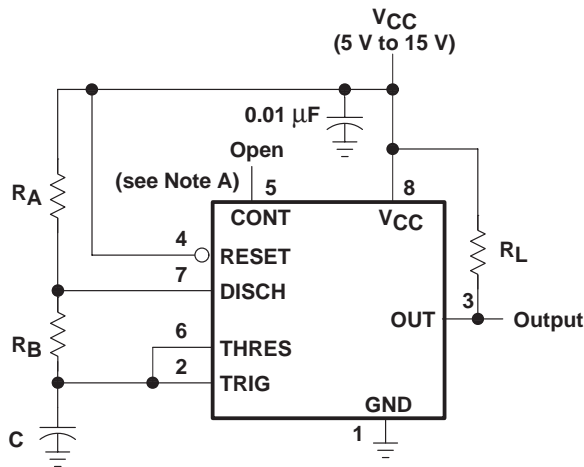 VCC
(5 V to 15 V)
0.01 μF
Open
(see Note A)
5
8
RA
CONT
VCC
4
RESET
RL
7
DISCH
3
OUT
Output
RB
6
THRES
2
TRIG
GND
C
1